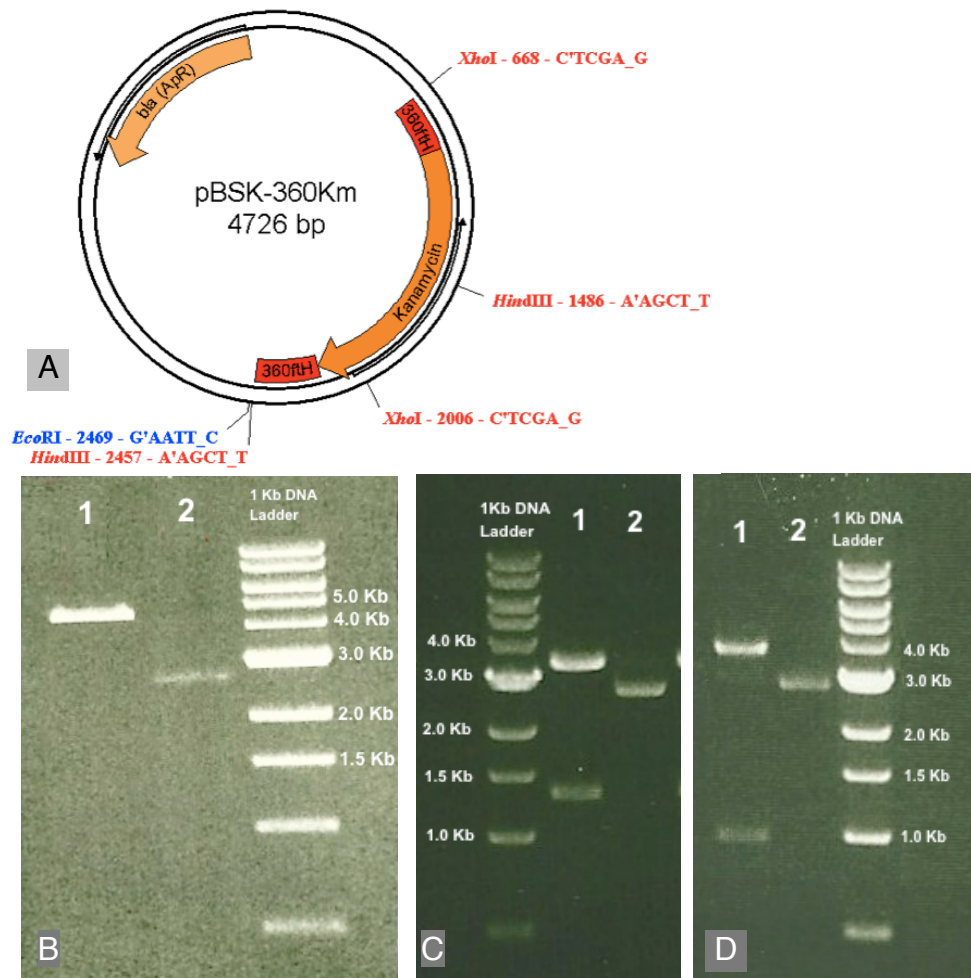 XhoI - 668 - C'TCGA_G
bla (ApR)
360ftH
pBSK-360Km
4726 bp
Kanamycin
HindIII - 1486 - A'AGCT_T
360ftH
A
XhoI - 2006 - C'TCGA_G
EcoRI - 2469 - G'AATT_C
HindIII - 2457 - A'AGCT_T
1
2
1 Kb DNA
Ladder
5.0 Kb
4.0 Kb
3.0 Kb
2.0 Kb
1.5 Kb
B
1Kb DNA
Ladder
1
2
4.0 Kb
3.0 Kb
2.0 Kb
1.5 Kb
1.0 Kb
C
1
2
1 Kb DNA
Ladder
4.0 Kb
3.0 Kb
2.0 Kb
1.5 Kb
1.0 Kb
D